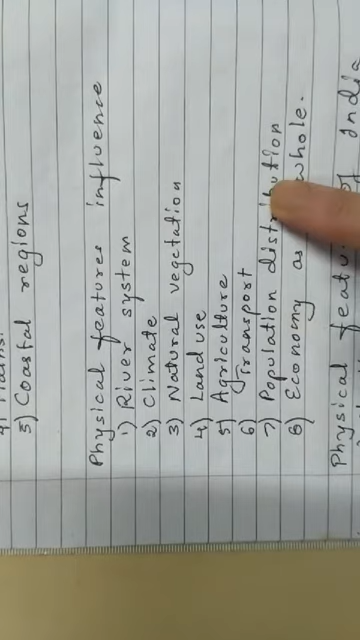 5) Coastal regions
Physical features influence
1) River system
2) Climate
3) Natural vegetation
4) Land use
5) Agriculture
6) Transport
7) Population distribution
8) Economy as whole.
Physical of India